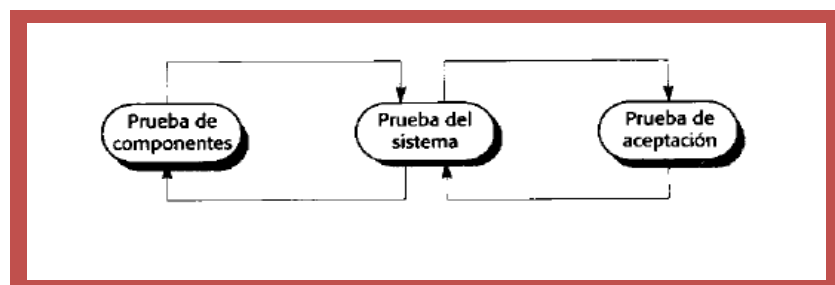 Prueba de
componentes
Prueba del
sistema
Prueba de
aceptación